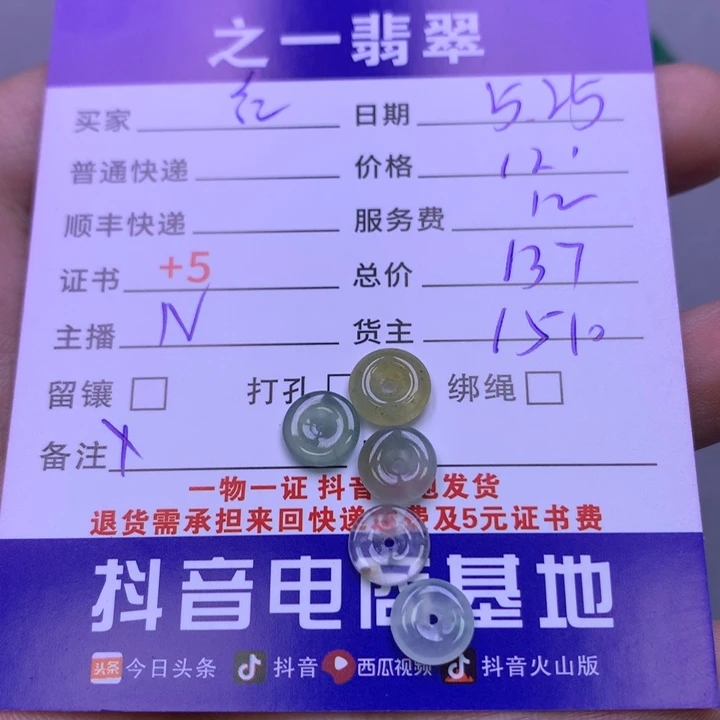 之一翡翠
买家 红 日期 5.25
普通快递 价格 12.
顺丰快递 服务费 12
证书 +5 总价 137
主播 N 货主 1510
留镶 打孔 绑绳
备注 X
一物一证 抖音 地发货
退货需承担来回快递 费及5元证书费
抖音电商基地
头条 今日头条 抖音 西瓜视频 抖音火山版